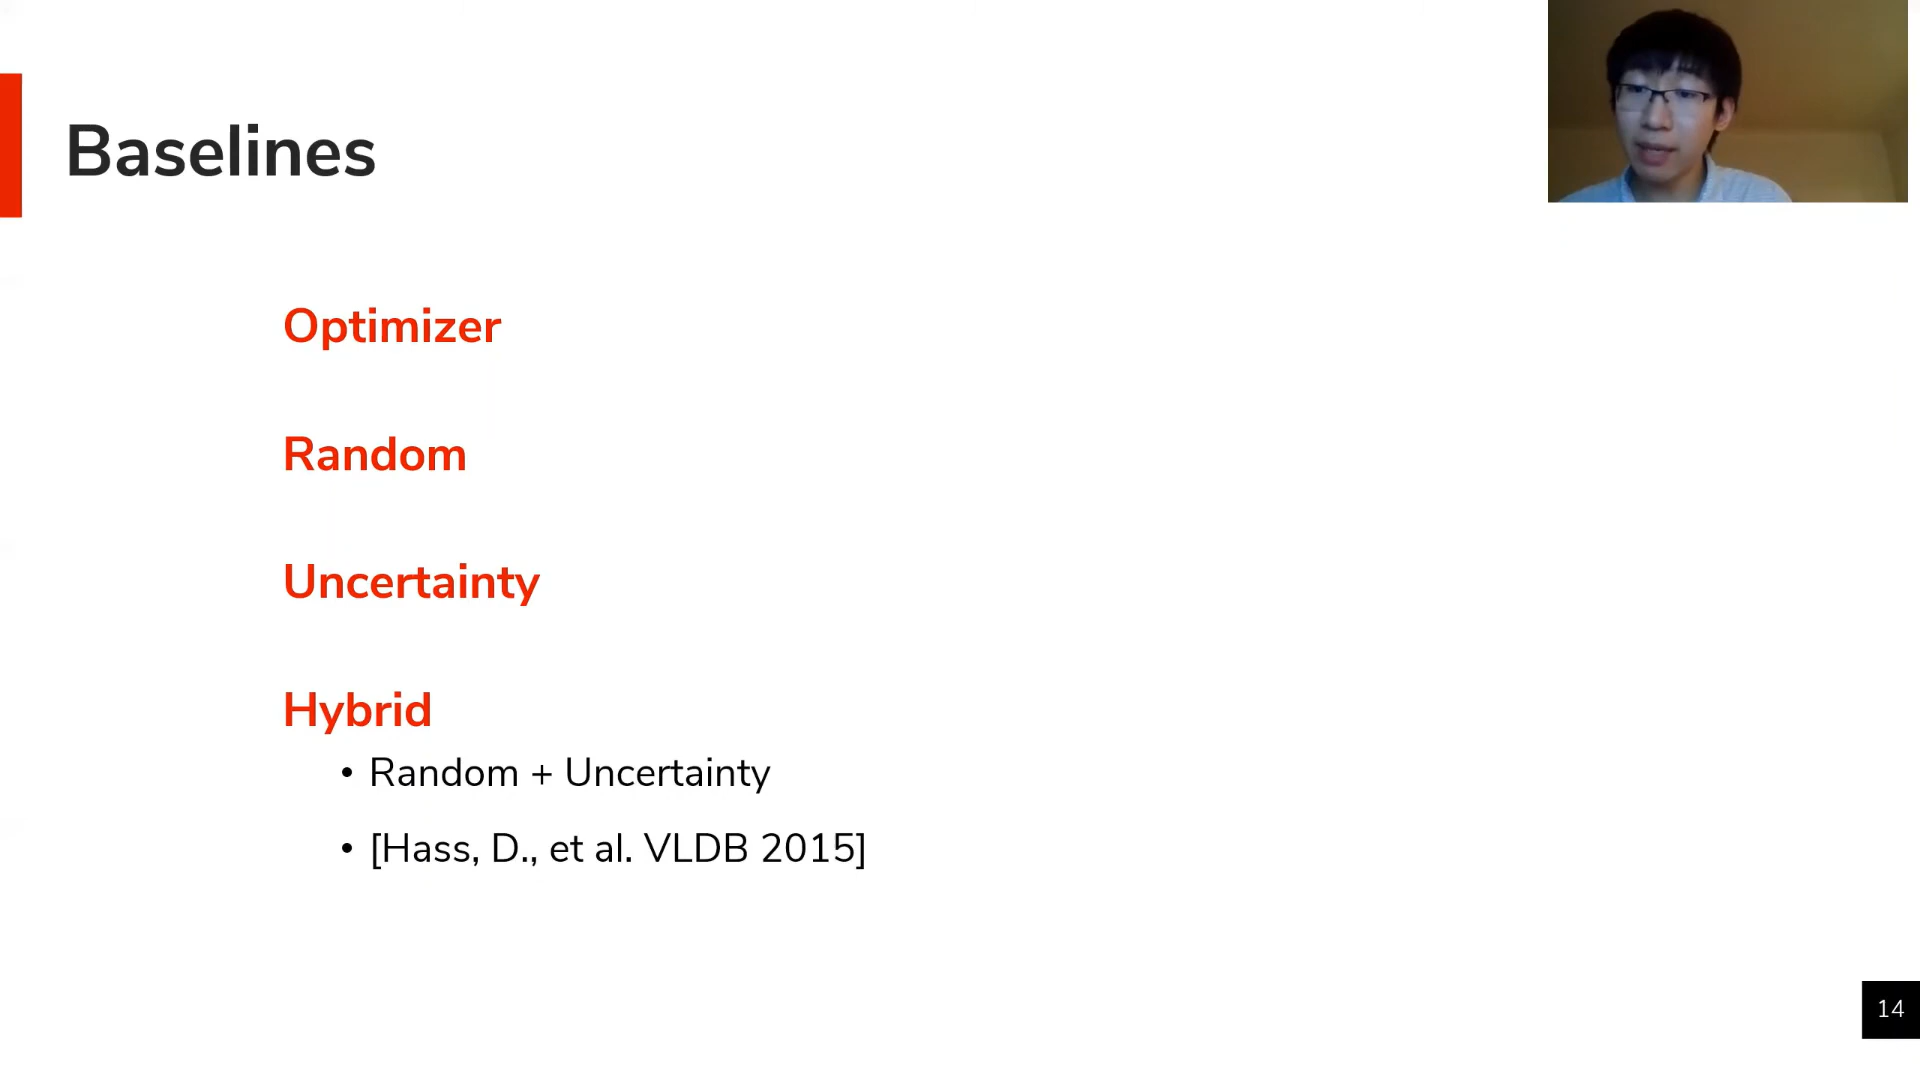 Baselines
Optimizer
Random
Uncertainty
Hybrid
• Random + Uncertainty
• [Hass, D., et al. VLDB 2015]
14